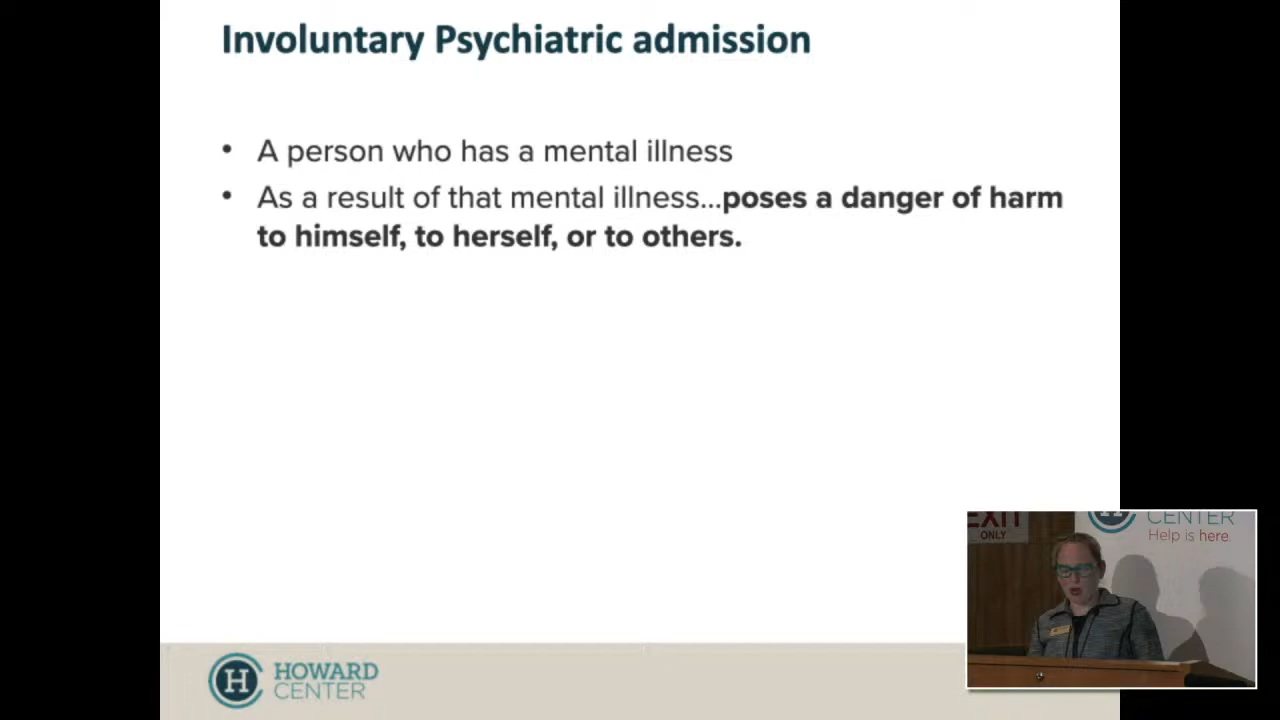 Involuntary Psychiatric admission
• A person who has a mental illness
• As a result of that mental illness...poses a danger of harm
to himself, to herself, or to others.
EXIT
ONLY
H
CENTER
Help is here.
H
HOWARD
CENTER